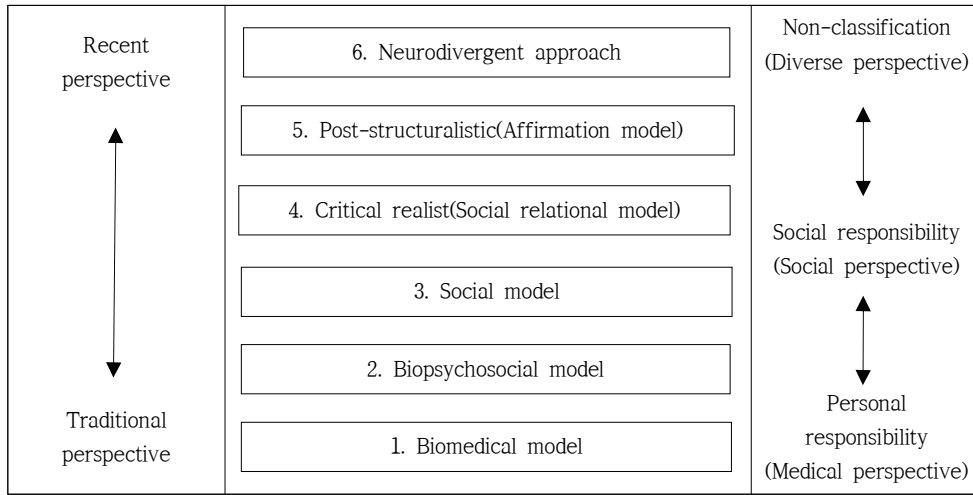 Recent
perspective
Traditional
perspective
6. Neurodivergent approach
5. Post-structuralistic(Affirmation model)
4. Critical realist(Social relational model)
3. Social model
2. Biopsychosocial model
1. Biomedical model
Non-classification
(Diverse perspective)
Social responsibility
(Social perspective)
Personal
responsibility
(Medical perspective)